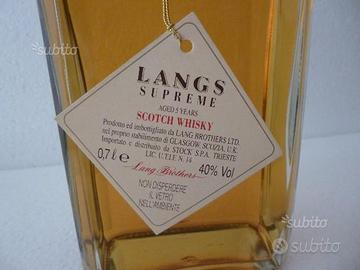 subito
LANGS
SUPREME
AGED 5 YEARS
SCOTCH WHISKY
Prodotto ed imbottigliato da LANG BROTHERS LTD.
nel proprio stabilimento di GLASGOW SCOZIA, U.K.
Importato e distribuito da STOCK S.P.A. TRIESTE
LIC. U.T.I.F. N. 14
0,7 l e
Lang Brothers
40% Vol
NON DISPERDERE
IL VETRO
NELL'AMBIENTE
subito
subito